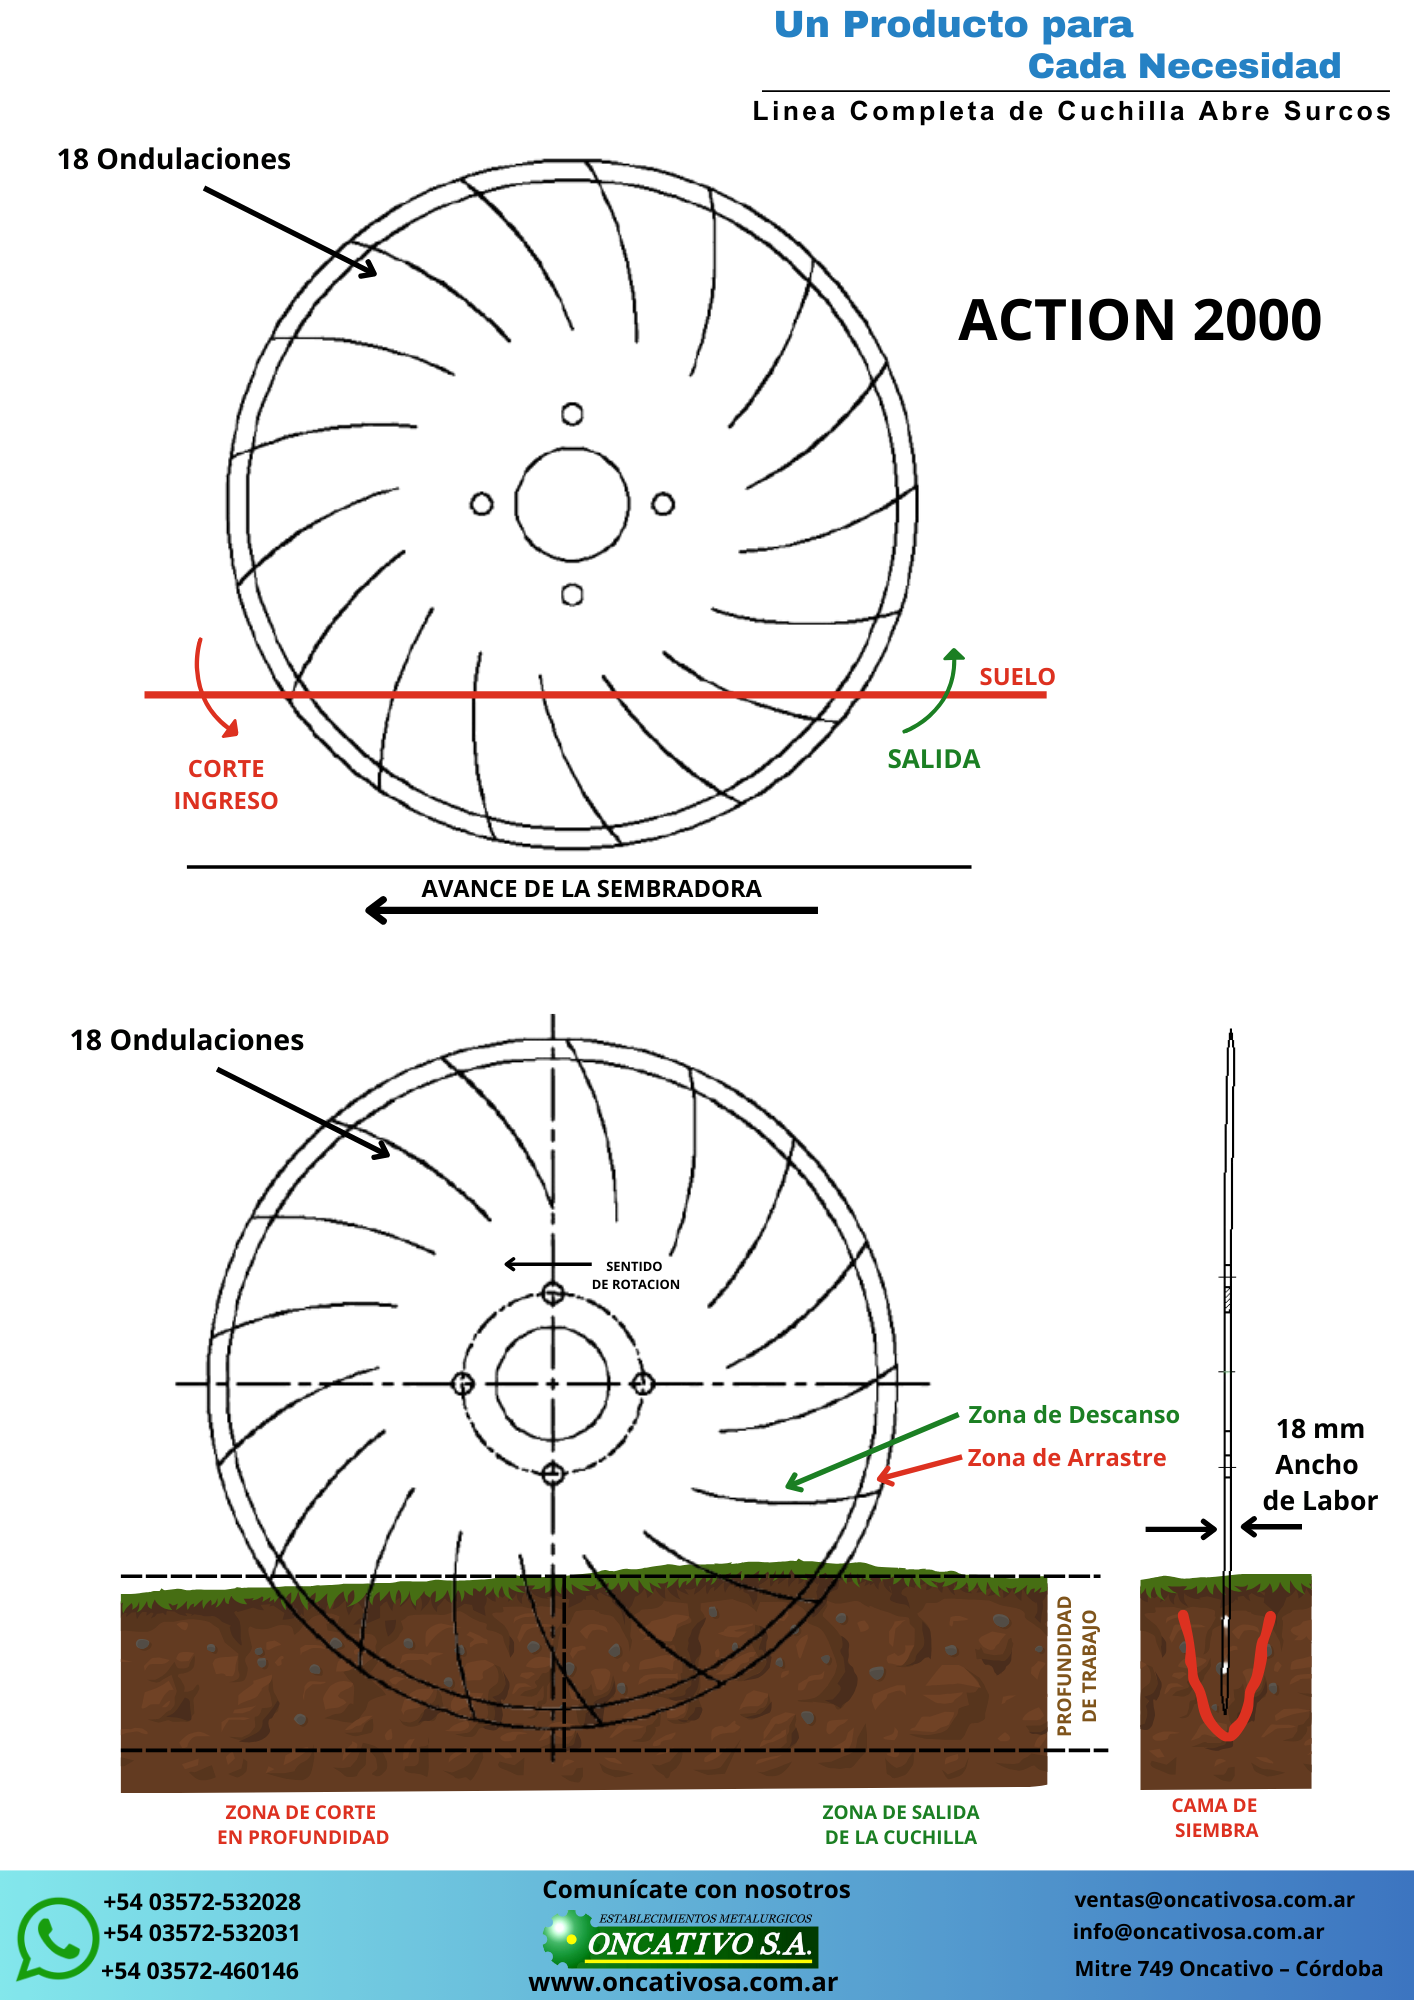 Un Producto para
Cada Necesidad
Linea Completa de Cuchilla Abre Surcos
18 Ondulaciones
ACTION 2000
SUELO
SALIDA
CORTE
INGRESO
AVANCE DE LA SEMBRADORA
18 Ondulaciones
SENTIDO
DE ROTACION
Zona de Descanso
Zona de Arrastre
18 mm
Ancho
de Labor
PROFUNDIDAD
DE TRABAJO
ZONA DE CORTE
EN PROFUNDIDAD
ZONA DE SALIDA
DE LA CUCHILLA
CAMA DE
SIEMBRA
+54 03572-532028
+54 03572-532031
+54 03572-460146
Comunícate con nosotros
ESTABLECIMIENTOS METALURGICOS
ONCATIVO S.A.
www.oncativosa.com.ar
ventas@oncativosa.com.ar
info@oncativosa.com.ar
Mitre 749 Oncativo – Córdoba